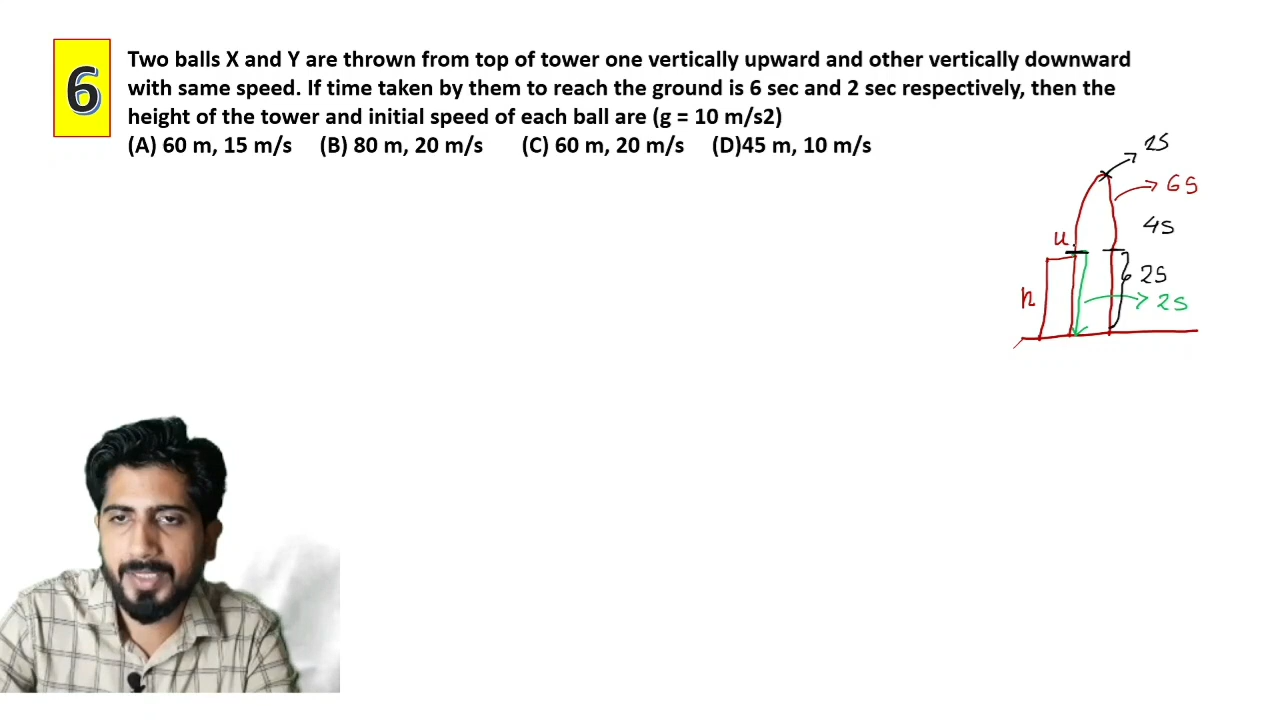 6
Two balls X and Y are thrown from top of tower one vertically upward and other vertically downward
with same speed. If time taken by them to reach the ground is 6 sec and 2 sec respectively, then the
height of the tower and initial speed of each ball are (g = 10 m/s2)
(A) 60 m, 15 m/s (B) 80 m, 20 m/s (C) 60 m, 20 m/s (D)45 m, 10 m/s
2S
6S
4S
u
2S
h
2S